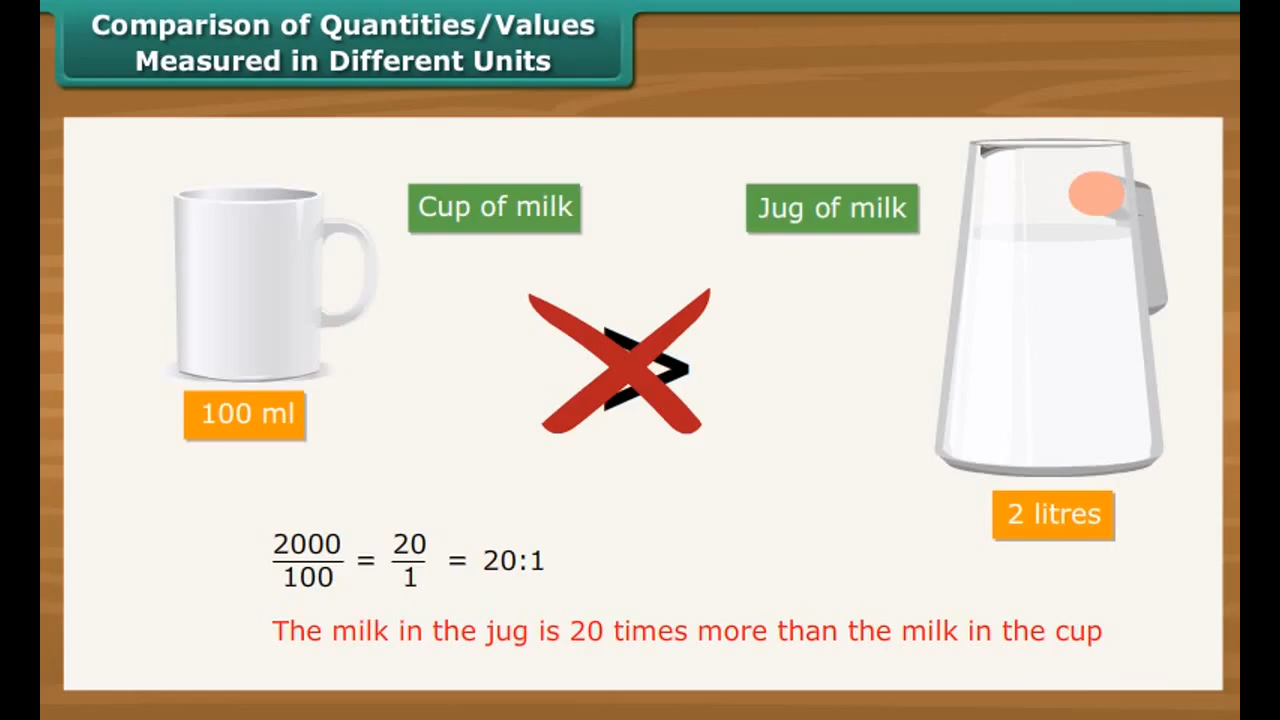 Comparison of Quantities/Values
Measured in Different Units
Cup of milk
Jug of milk
>
100 ml
2 litres
2000/100 = 20/1 = 20:1
The milk in the jug is 20 times more than the milk in the cup